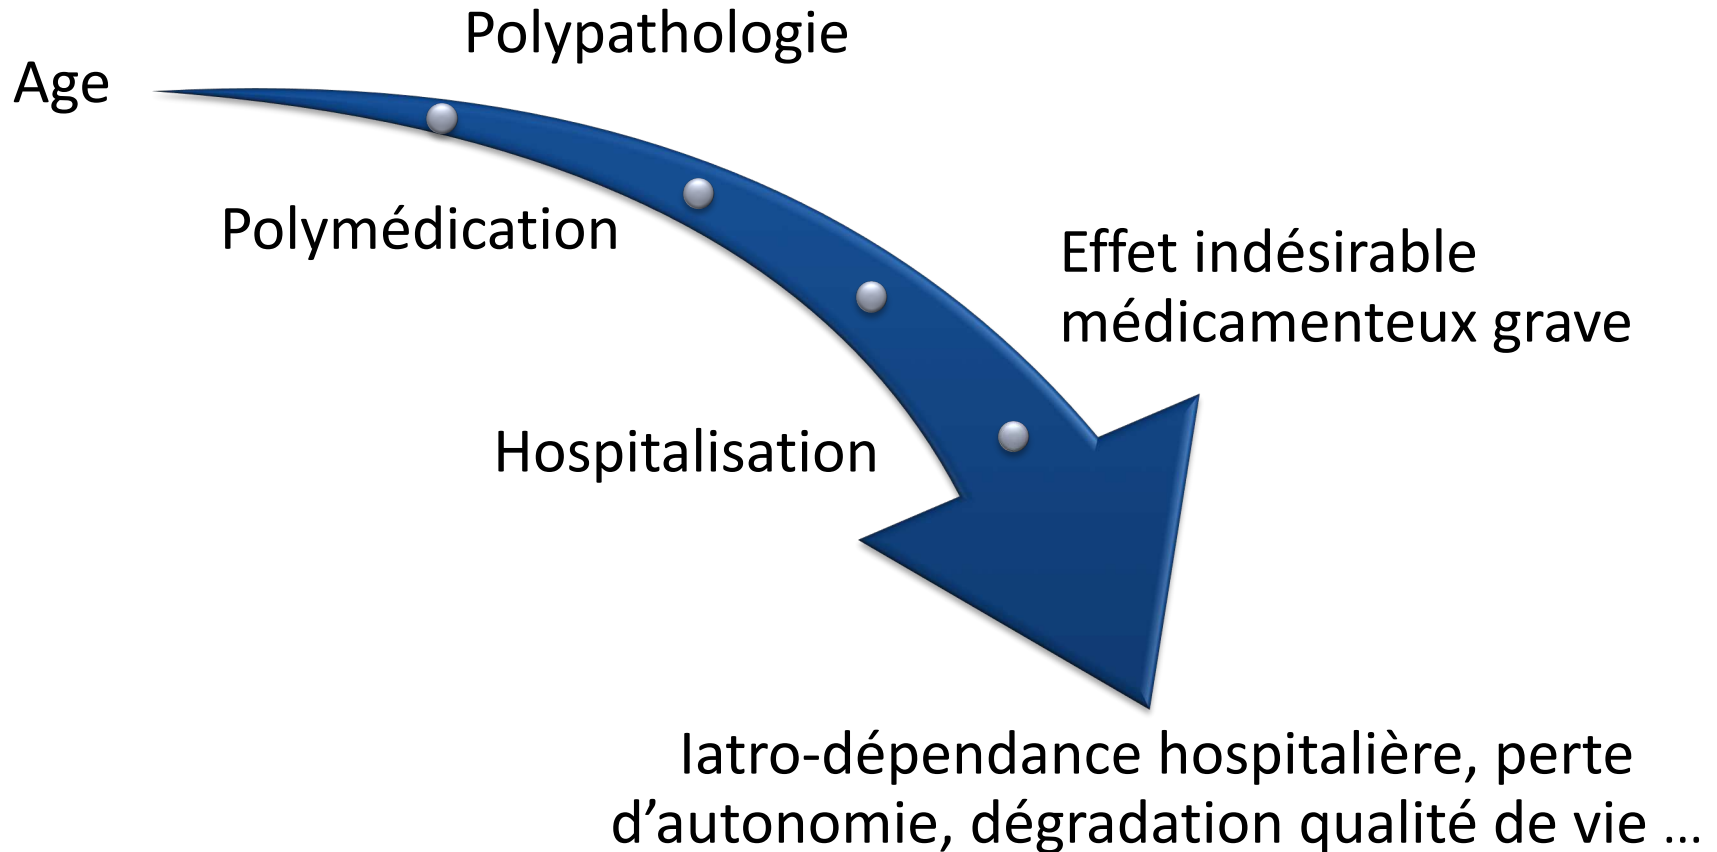 Polypathologie
Age
Polymédication
Effet indésirable
médicamenteux grave
Hospitalisation
Iatro-dépendance hospitalière, perte
d’autonomie, dégradation qualité de vie ...